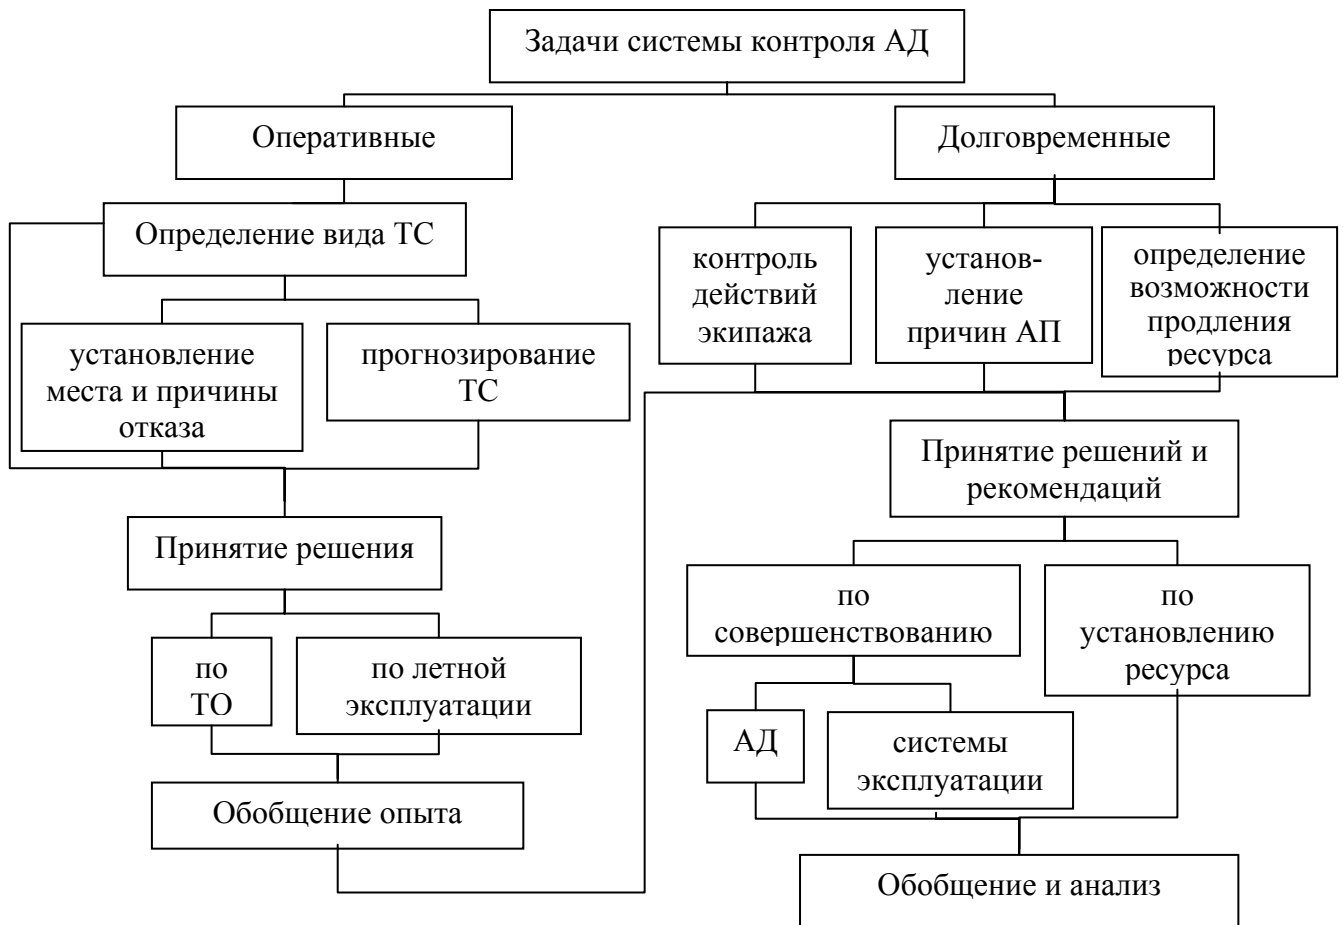 Задачи системы контроля АД
Оперативные
Долговременные
Определение вида ТС
контроль
действий
экипажа
установ-
ление
причин АП
определение
возможности
продления
ресурса
установление
места и причины
отказа
прогнозирование
ТС
Принятие решений и
рекомендаций
Принятие решения
по
совершенствованию
по
установлению
ресурса
по
ТО
по летной
эксплуатации
АД
системы
эксплуатации
Обобщение опыта
Обобщение и анализ